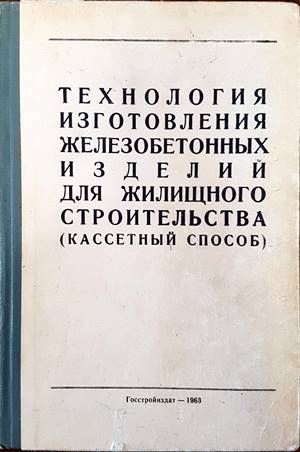 ТЕХНОЛОГИЯ
ИЗГОТОВЛЕНИЯ
ЖЕЛЕЗОБЕТОННЫХ
ИЗДЕЛИЙ
ДЛЯ ЖИЛИЩНОГО
СТРОИТЕЛЬСТВА
(КАССЕТНЫЙ СПОСОБ)
Госстройиздат — 1963